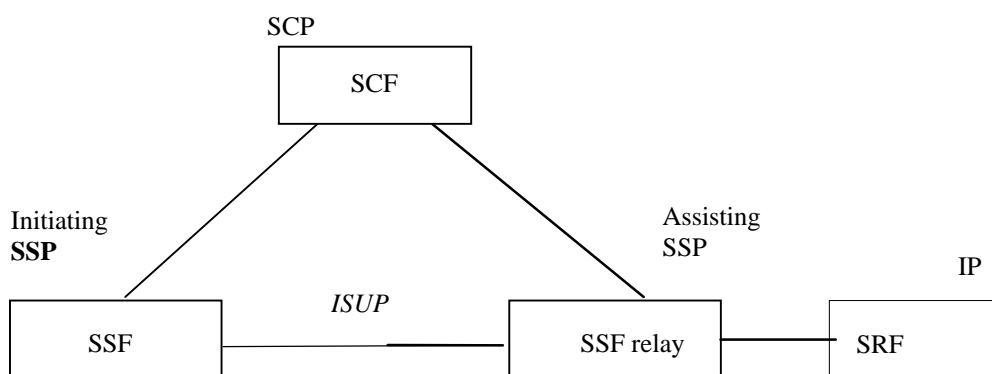 SCP
SCF
Initiating
SSP
Assisting
SSP
IP
ISUP
SSF
SSF relay
SRF